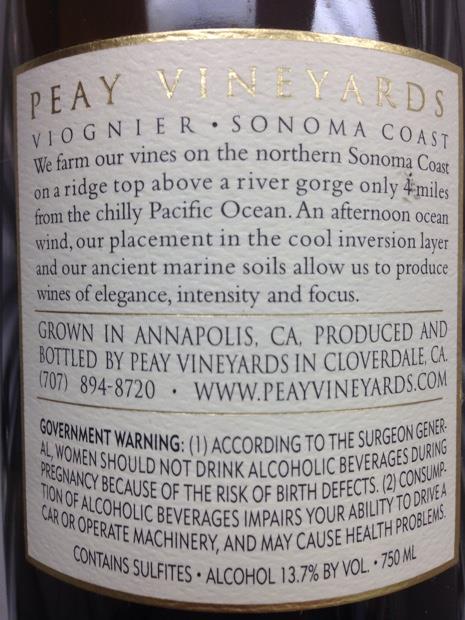 PEAY VINEYARDS
VIOGNIER • SONOMA COAST
We farm our vines on the northern Sonoma Coast
on a ridge top above a river gorge only 4 miles
from the chilly Pacific Ocean. An afternoon ocean
wind, our placement in the cool inversion layer
and our ancient marine soils allow us to produce
wines of elegance, intensity and focus.
GROWN IN ANNAPOLIS, CA, PRODUCED AND
BOTTLED BY PEAY VINEYARDS IN CLOVERDALE, CA.
(707) 894-8720 • WWW.PEAYVINEYARDS.COM
GOVERNMENT WARNING: (1) ACCORDING TO THE SURGEON GENER-
AL, WOMEN SHOULD NOT DRINK ALCOHOLIC BEVERAGES DURING
PREGNANCY BECAUSE OF THE RISK OF BIRTH DEFECTS. (2) CONSUMP-
TION OF ALCOHOLIC BEVERAGES IMPAIRS YOUR ABILITY TO DRIVE A
CAR OR OPERATE MACHINERY, AND MAY CAUSE HEALTH PROBLEMS.
CONTAINS SULFITES • ALCOHOL 13.7% BY VOL. • 750 ML